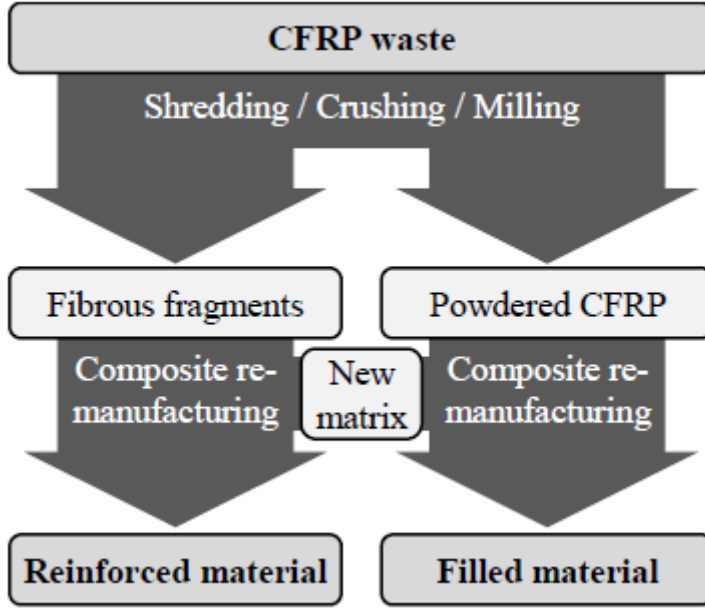 CFRP waste
Shredding / Crushing / Milling
Fibrous fragments
Powdered CFRP
Composite re-
manufacturing
New
matrix
Composite re-
manufacturing
Reinforced material
Filled material